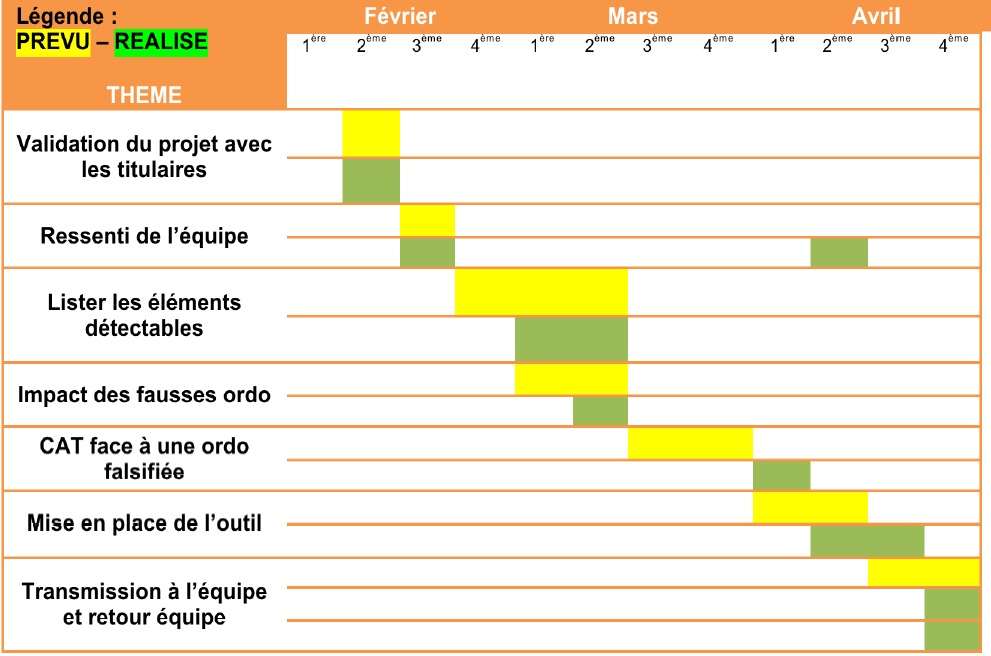 Légende :
Février Mars Avril
PREVU – REALISE
1ère 2ème 3ème 4ème 1ère 2ème 3ème 4ème 1ère 2ème 3ème 4ème
THEME
Validation du projet avec
les titulaires
Ressenti de l’équipe
Lister les éléments
détectables
Impact des fausses ordo
CAT face à une ordo
falsifiée
Mise en place de l’outil
Transmission à l’équipe
et retour équipe